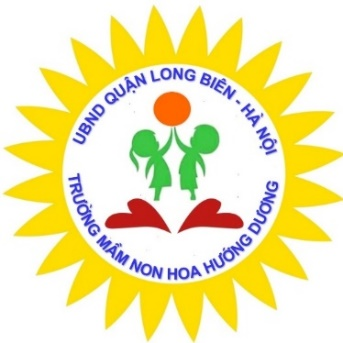 UBND QUẬN LONG BIÊN - HÀ NỘI
TRƯỜNG MẦM NON HOA HƯỚNG DƯƠNG